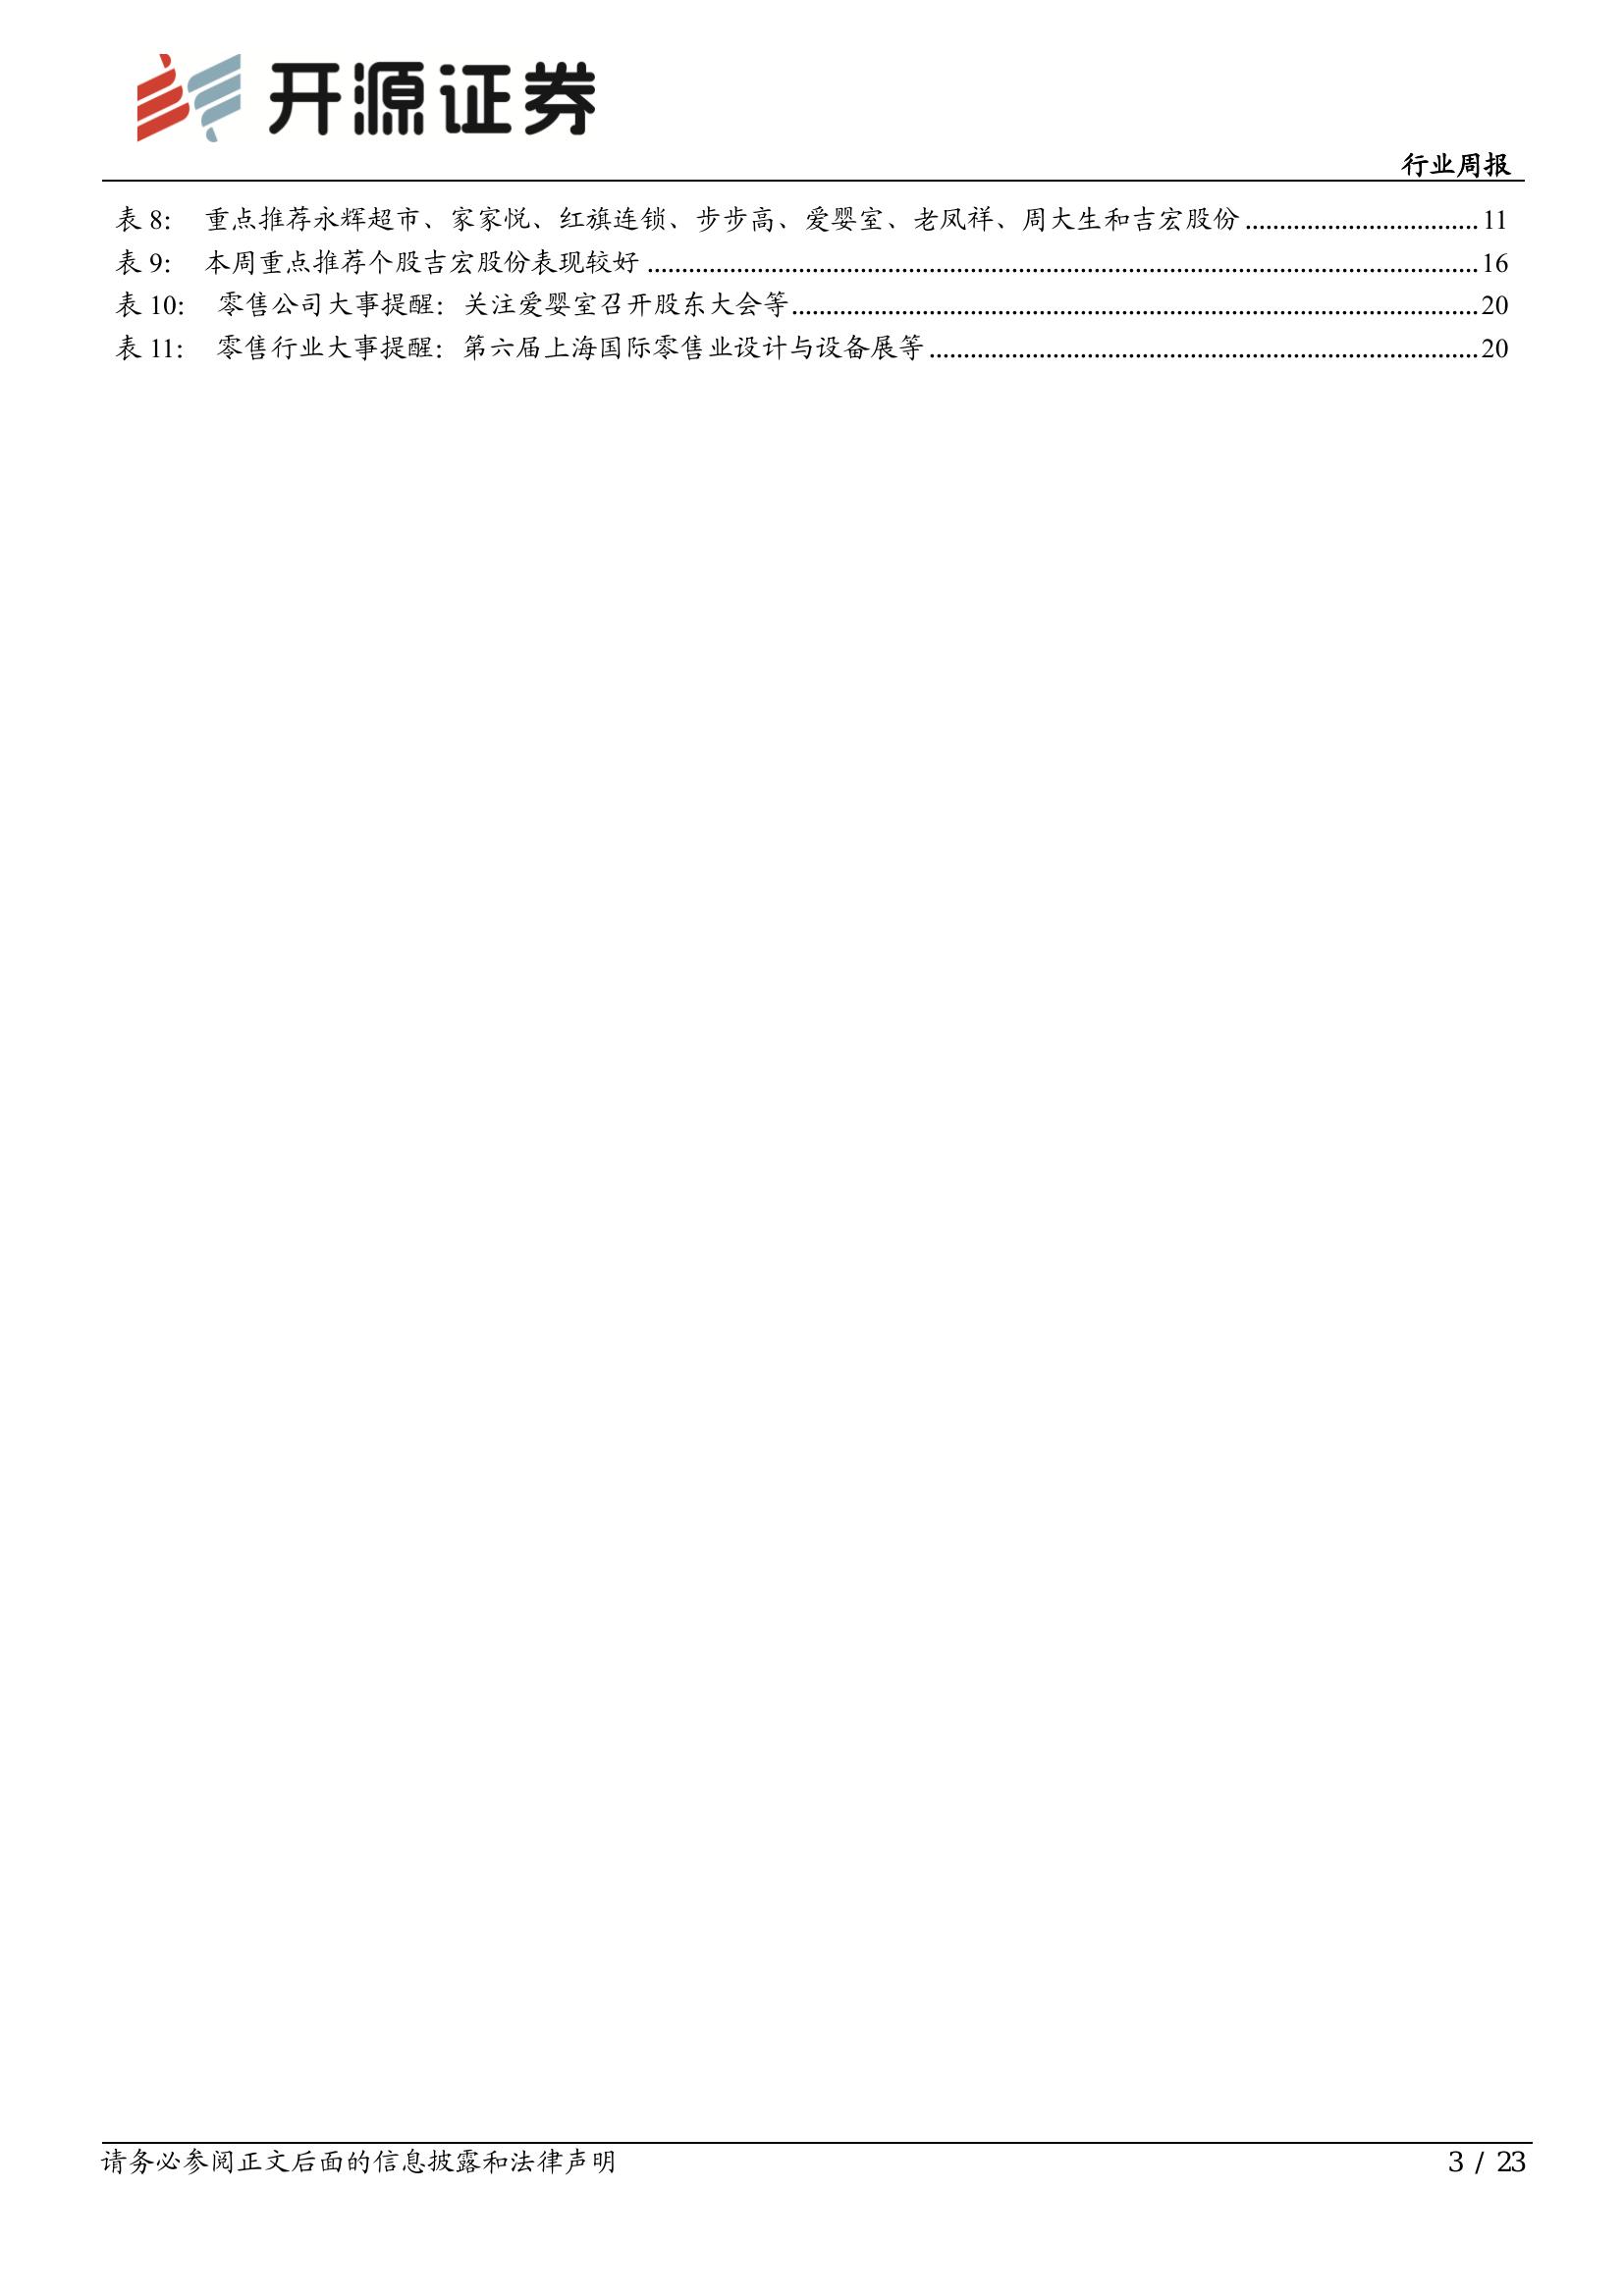 开源证券
行业周报
表 8： 重点推荐永辉超市、家家悦、红旗连锁、步步高、爱婴室、老凤祥、周大生和吉宏股份 .................................. 11
表 9： 本周重点推荐个股吉宏股份表现较好 .......................................................................................................................... 16
表 10： 零售公司大事提醒：关注爱婴室召开股东大会等..................................................................................................... 20
表 11： 零售行业大事提醒：第六届上海国际零售业设计与设备展等 ................................................................................. 20
请务必参阅正文后面的信息披露和法律声明
3 / 23